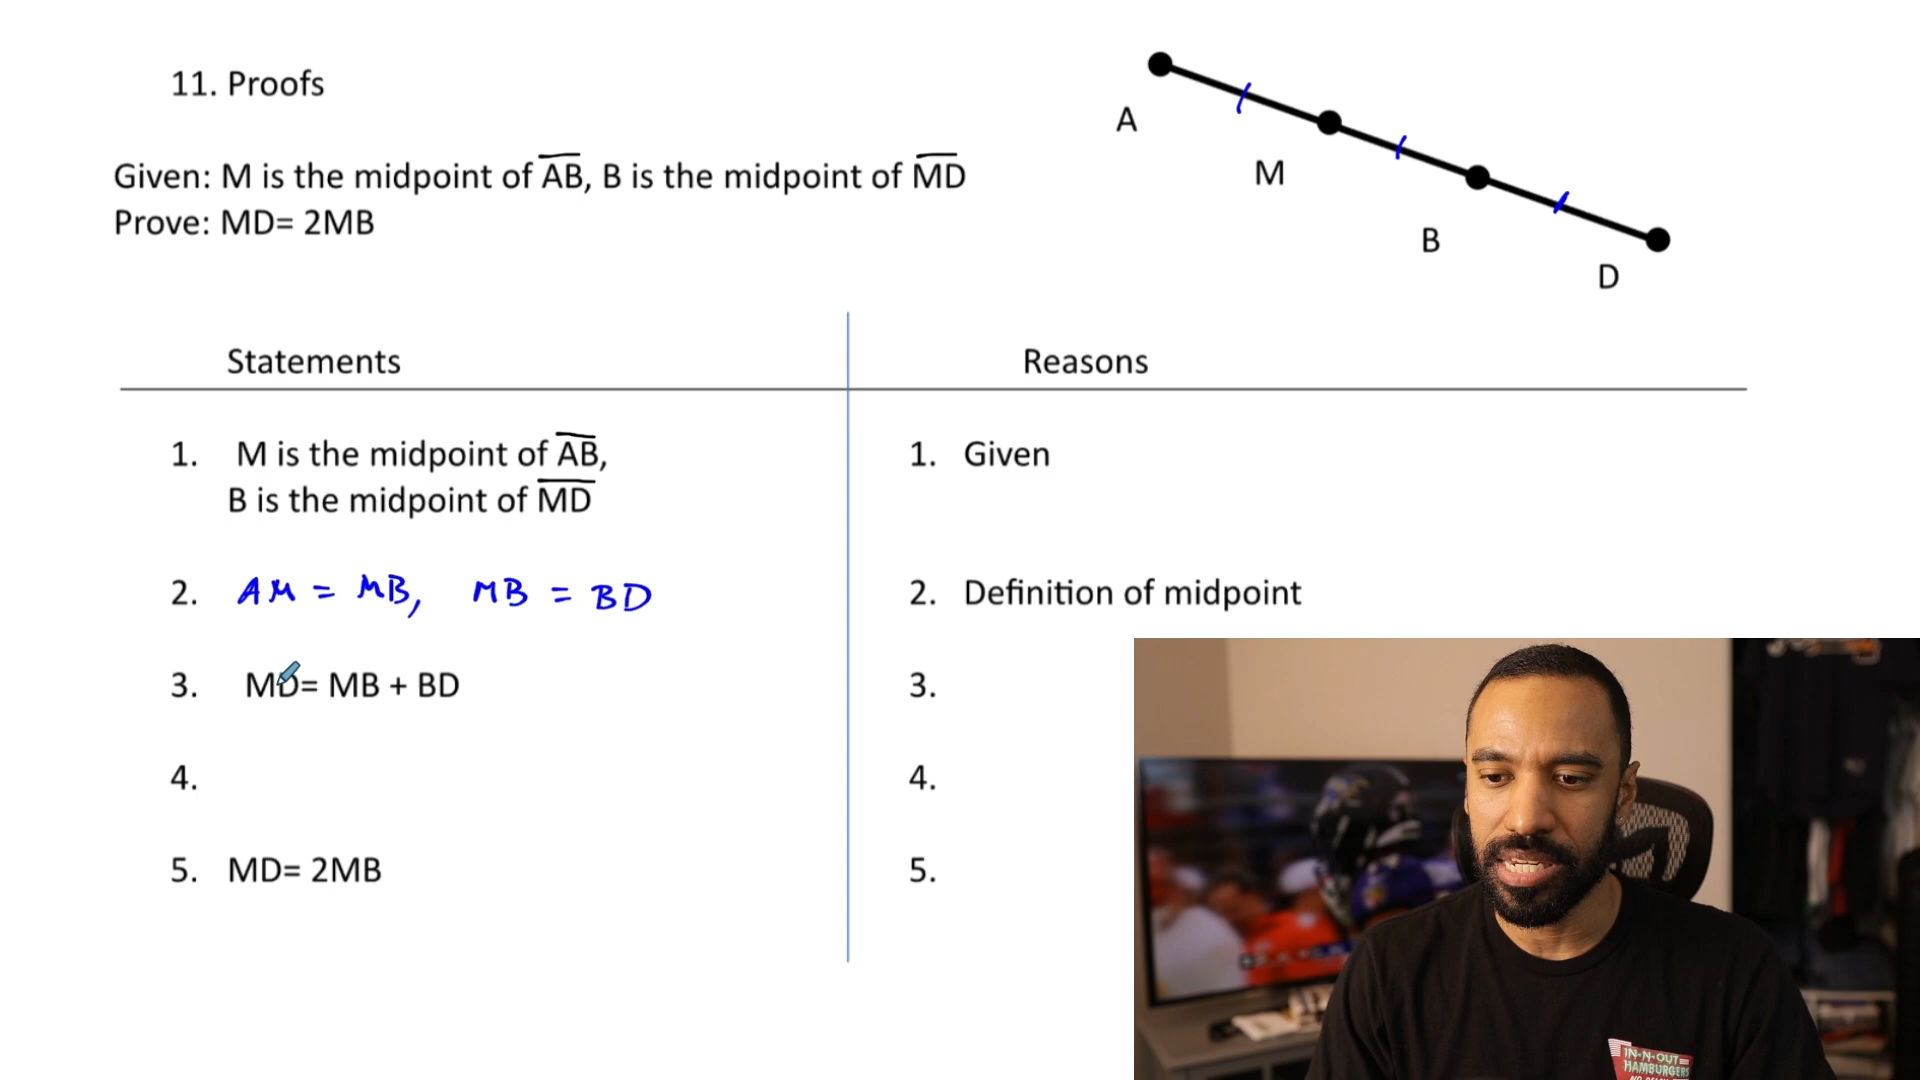 11. Proofs
Given: M is the midpoint of AB, B is the midpoint of MD
Prove: MD= 2MB
A
M
B
D
Statements
Reasons
1. M is the midpoint of AB,
B is the midpoint of MD
1. Given
2. AM = MB, MB = BD
2. Definition of midpoint
3. MD= MB + BD
3.
4.
4.
5. MD= 2MB
5.
IN-N-OUT
HAMBURGERS